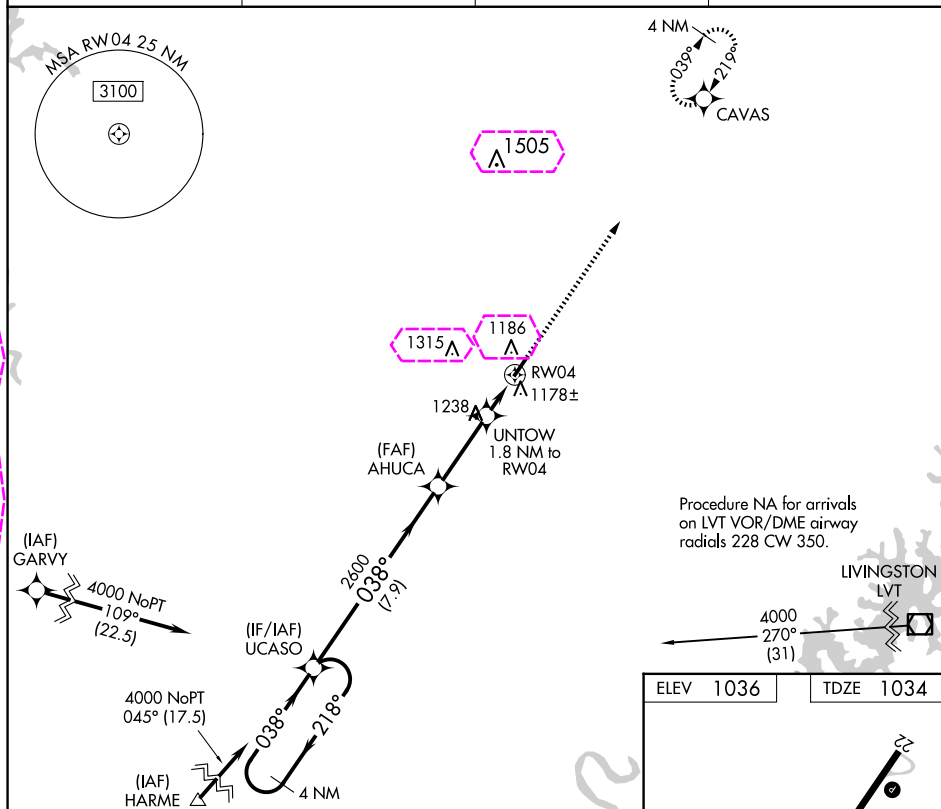 MSA RW04 25 NM
3100
4 NM
039°
219°
CAVAS
1505
1315
1186
RW04
1178±
1238
UNTOW
1.8 NM to
RW04
(FAF)
AHUCA
Procedure NA for arrivals
on LVT VOR/DME airway
radials 228 CW 350.
(IAF)
GARVY
4000 NoPT
109°
(22.5)
2600
038°
(7.9)
LIVINGSTON
LVT
4000
270°
(31)
(IF/IAF)
UCASO
4000 NoPT
045° (17.5)
038°
218°
4 NM
(IAF)
HARME
ELEV 1036
TDZE 1034
22